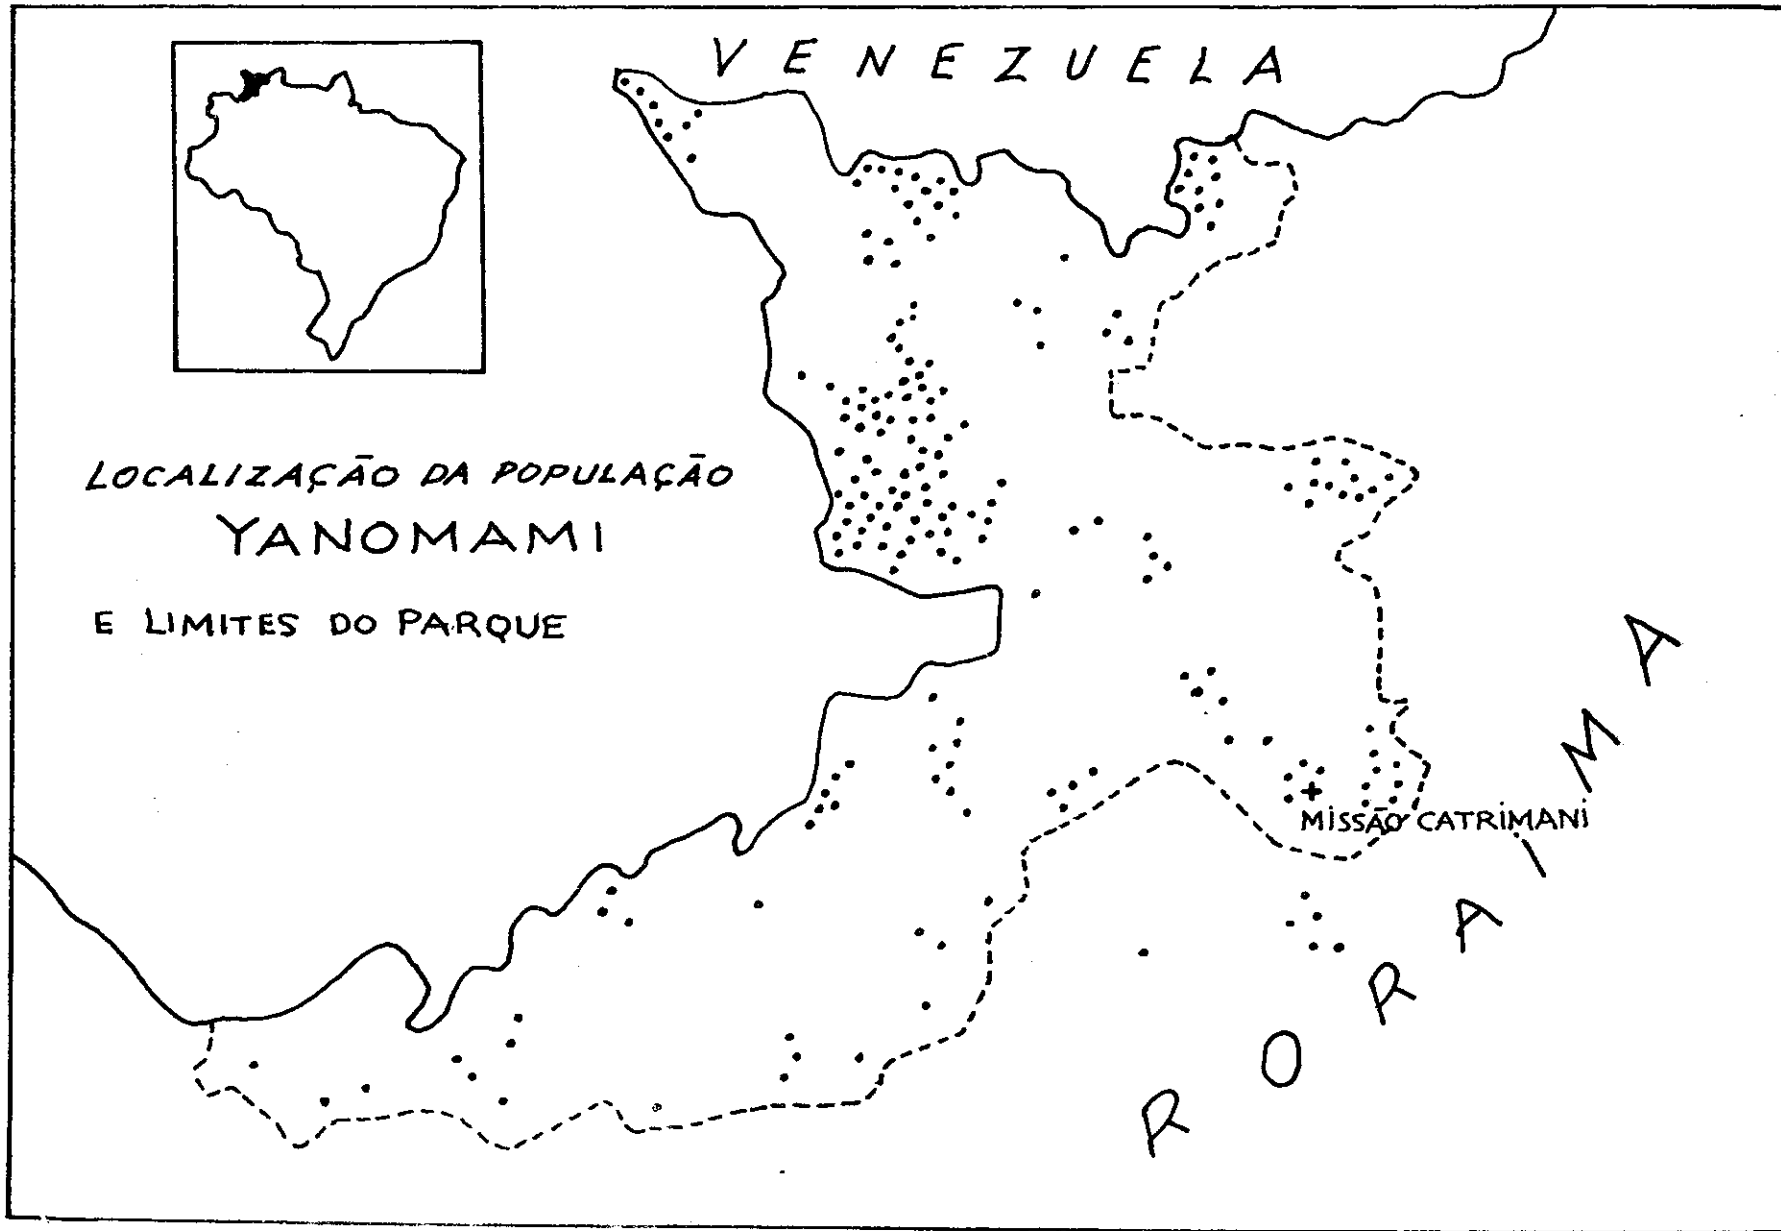 VENEZUELA
LOCALIZAÇÃO DA POPULAÇÃO
YANOMAMI
E LIMITES DO PARQUE
MISSÃO CATRIMANI
RORAIMA